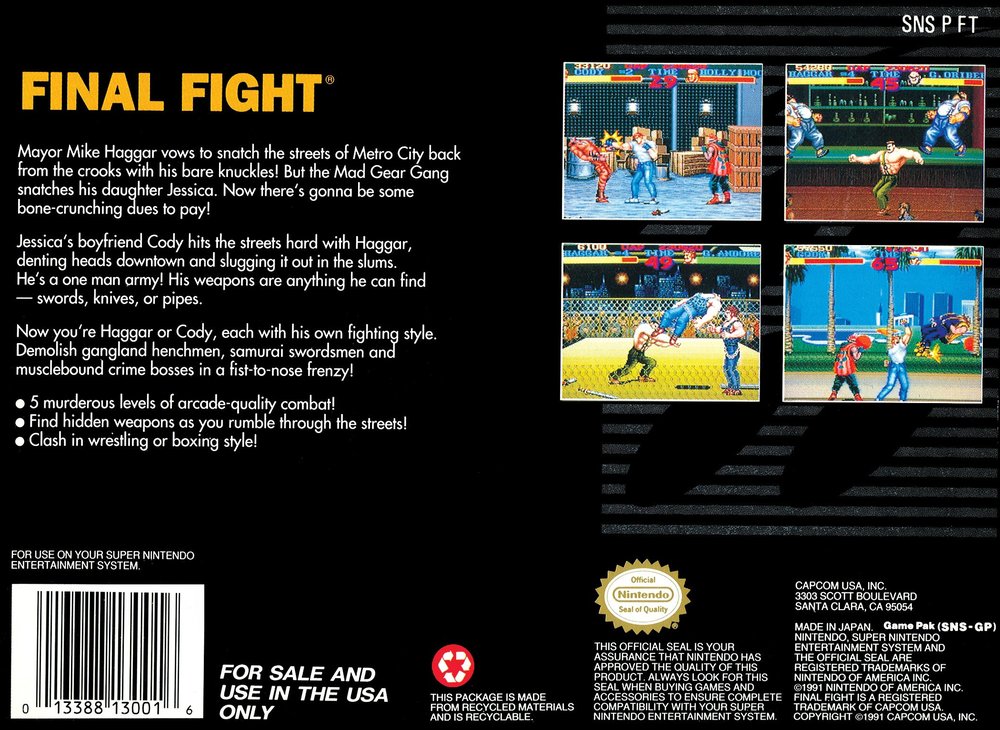 SNS P FT
FINAL FIGHT®
Mayor Mike Haggar vows to snatch the streets of Metro City back
from the crooks with his bare knuckles! But the Mad Gear Gang
snatches his daughter Jessica. Now there's gonna be some
bone-crunching dues to pay!
Jessica's boyfriend Cody hits the streets hard with Haggar,
denting heads downtown and slugging it out in the slums.
He's a one man army! His weapons are anything he can find
— swords, knives, or pipes.
Now you're Haggar or Cody, each with his own fighting style.
Demolish gangland henchmen, samurai swordsmen and
musclebound crime bosses in a fist-to-nose frenzy!
● 5 murderous levels of arcade-quality combat!
● Find hidden weapons as you rumble through the streets!
● Clash in wrestling or boxing style!
CODY =2 TIME HOLLY
29
HAGGAR =4 TIME G.ORIBER
45
HAGGAR =4 TIME
49
TIME
65
FOR USE ON YOUR SUPER NINTENDO
ENTERTAINMENT SYSTEM.
0 13388 13001 6
FOR SALE AND
USE IN THE USA
ONLY
THIS PACKAGE IS MADE
FROM RECYCLED MATERIALS
AND IS RECYCLABLE.
Official
Nintendo
Seal of Quality
THIS OFFICIAL SEAL IS YOUR
ASSURANCE THAT NINTENDO HAS
APPROVED THE QUALITY OF THIS
PRODUCT. ALWAYS LOOK FOR THIS
SEAL WHEN BUYING GAMES AND
ACCESSORIES TO ENSURE COMPLETE
COMPATIBILITY WITH YOUR SUPER
NINTENDO ENTERTAINMENT SYSTEM.
CAPCOM USA, INC.
3303 SCOTT BOULEVARD
SANTA CLARA, CA 95054
MADE IN JAPAN. Game Pak (SNS-GP)
NINTENDO, SUPER NINTENDO
ENTERTAINMENT SYSTEM AND
THE OFFICIAL SEAL ARE
REGISTERED TRADEMARKS OF
NINTENDO OF AMERICA INC.
©1991 NINTENDO OF AMERICA INC.
FINAL FIGHT IS A REGISTERED
TRADEMARK OF CAPCOM USA.
COPYRIGHT ©1991 CAPCOM USA, INC.